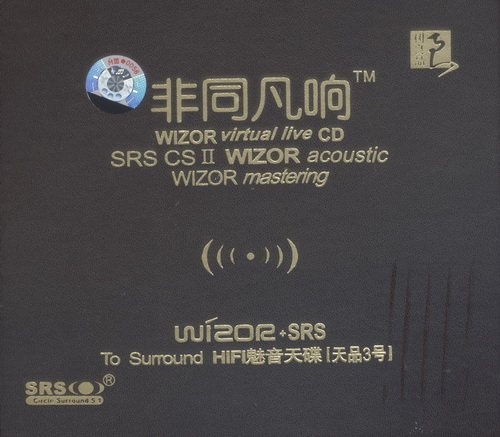 非同凡响™
WIZOR virtual live CD
SRS CS II WIZOR acoustic
WIZOR mastering
WIZOR+SRS
To Surround HiFi魅音天碟[天品3号]
SRS(●)®
Circle Surround 5.1